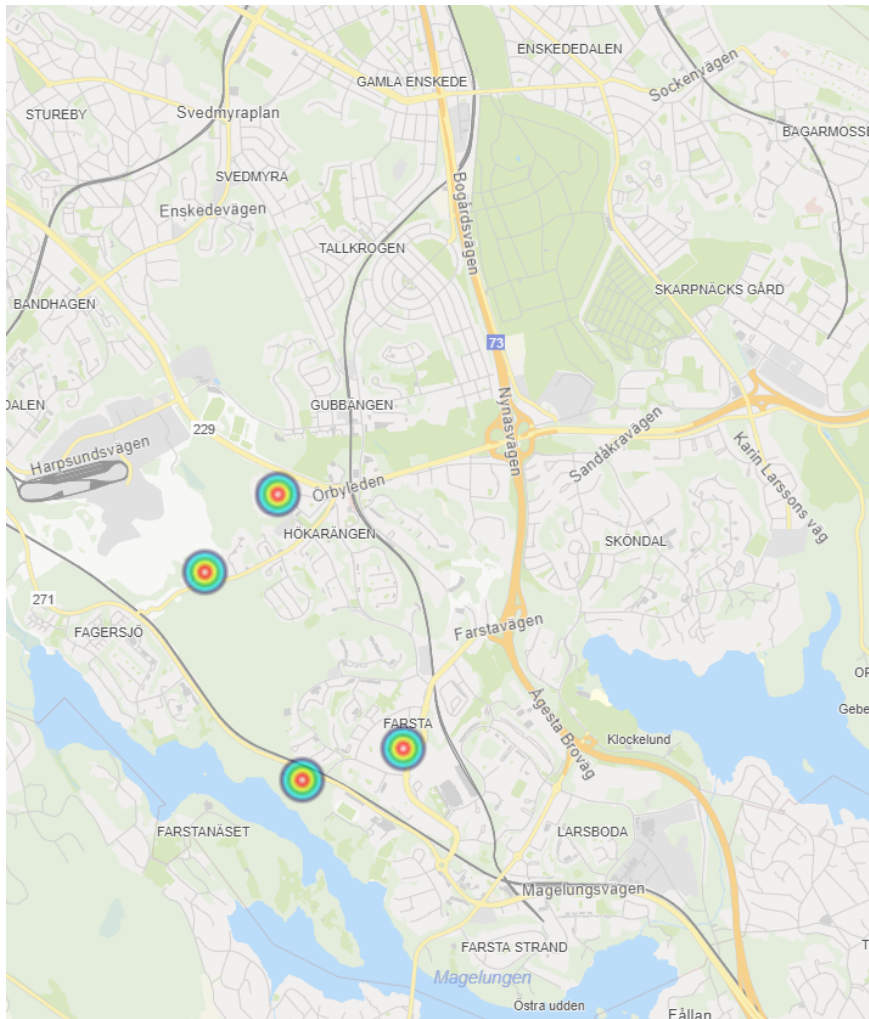 ENSKEDEDALEN
GAMLA ENSKEDE
Sockenvägen
STUREBY
Svedmyraplan
BAGARMOSSE
SVEDMYRA
Enskedevägen
Bogårdsvägen
TALLKROGEN
SKARPNÄCKS GÅRD
BANDHAGEN
73
DALEN
GUBBÄNGEN
Nynäsvägen
Sandåkravägen
229
Harpsundsvägen
Karin Larssons väg
Örbyleden
HÖKARÄNGEN
SKÖNDAL
271
FAGERSJÖ
Farstavägen
OR
Gebe
FARSTA
Ågesta Broväg
Klockelund
FARSTANÄSET
LARSBODA
Magelungsvägen
FARSTA STRAND
T
Magelungen
Östra udden
Fållan